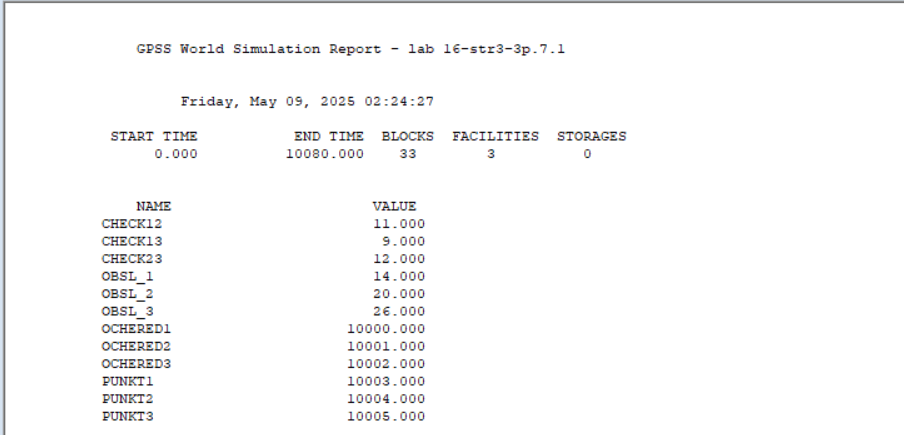 GPSS World Simulation Report - lab 16-str3-3p.7.1
Friday, May 09, 2025 02:24:27
START TIME END TIME BLOCKS FACILITIES STORAGES
0.000 10080.000 33 3 0
NAME VALUE
CHECK12 11.000
CHECK13 9.000
CHECK23 12.000
OBSL_1 14.000
OBSL_2 20.000
OBSL_3 26.000
OCHERED1 10000.000
OCHERED2 10001.000
OCHERED3 10002.000
PUNKT1 10003.000
PUNKT2 10004.000
PUNKT3 10005.000